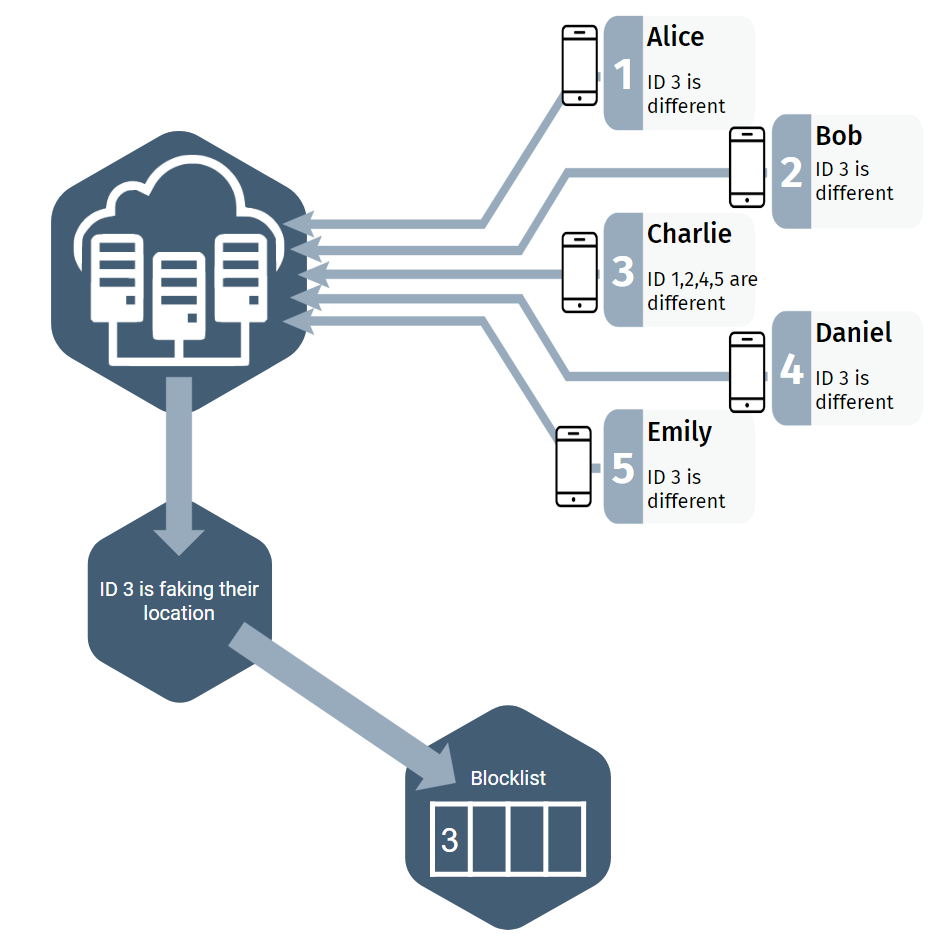 Alice
1
ID 3 is
different
Bob
2
ID 3 is
different
Charlie
3
ID 1,2,4,5 are
different
Daniel
4
ID 3 is
different
Emily
5
ID 3 is
different
ID 3 is faking their
location
Blocklist
3